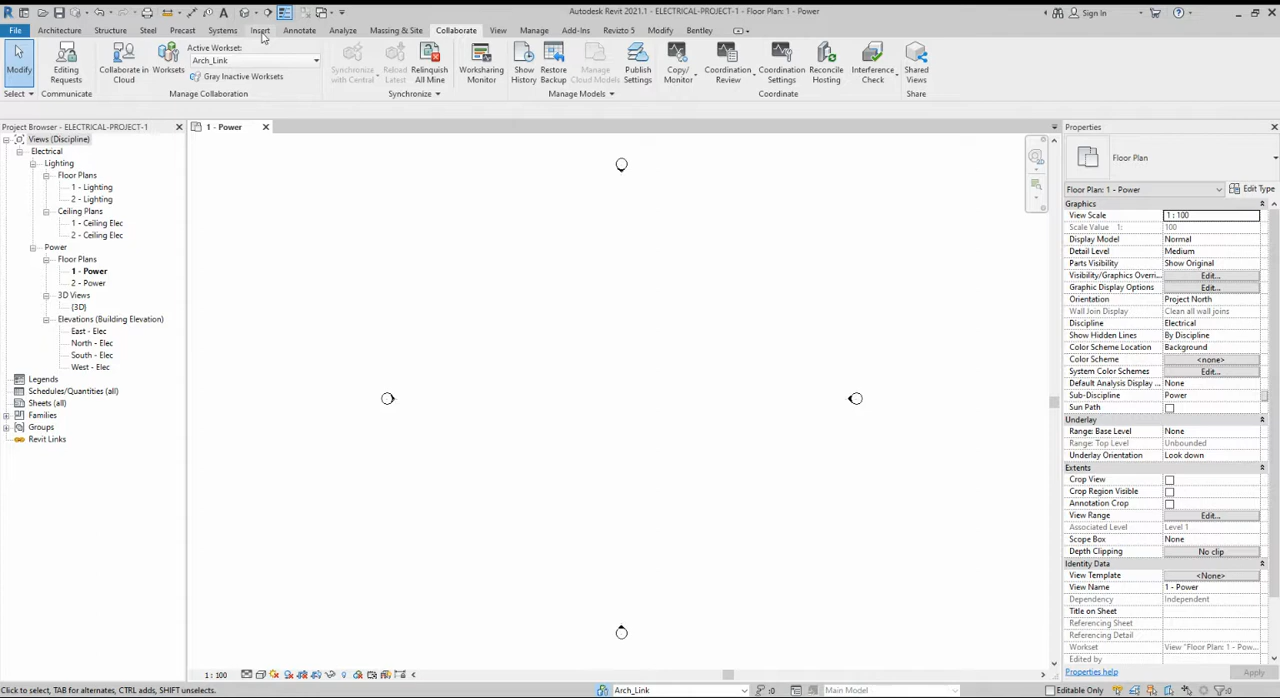 Autodesk Revit 2021.1 - ELECTRICAL-PROJECT-1 - Floor Plan: 1 - Power
Sign In
File Architecture Structure Steel Precast Systems Insert Annotate Analyze Massing & Site Collaborate View Manage Add-Ins Revizto 5 Modify Bentley
Modify
Editing Requests
Collaborate in Cloud
Worksets
Active Workset:
Arch_Link
Gray Inactive Worksets
Synchronize with Central
Reload Latest
Relinquish All Mine
Worksharing Monitor
Show History
Restore Backup
Manage Cloud Models
Publish Settings
Copy/ Monitor
Coordination Review
Coordination Settings
Reconcile Hosting
Interference Check
Shared Views
Select Communicate Manage Collaboration Synchronize Manage Models Coordinate Share
Project Browser - ELECTRICAL-PROJECT-1
Views (Discipline)
Electrical
Lighting
Floor Plans
1 - Lighting
2 - Lighting
Ceiling Plans
1 - Ceiling Elec
2 - Ceiling Elec
Power
Floor Plans
1 - Power
2 - Power
3D Views
{3D}
Elevations (Building Elevation)
East - Elec
North - Elec
South - Elec
West - Elec
Legends
Schedules/Quantities (all)
Sheets (all)
Families
Groups
Revit Links
1 - Power
Properties
Floor Plan
Floor Plan: 1 - Power Edit Type
Graphics
View Scale 1 : 100
Scale Value 1: 100
Display Model Normal
Detail Level Medium
Parts Visibility Show Original
Visibility/Graphics Overri... Edit...
Graphic Display Options Edit...
Orientation Project North
Wall Join Display Clean all wall joins
Discipline Electrical
Show Hidden Lines By Discipline
Color Scheme Location Background
Color Scheme <none>
System Color Schemes Edit...
Default Analysis Display ... None
Sub-Discipline Power
Sun Path
Underlay
Range: Base Level None
Range: Top Level Unbounded
Underlay Orientation Look down
Extents
Crop View
Crop Region Visible
Annotation Crop
View Range Edit...
Associated Level Level 1
Scope Box None
Depth Clipping No clip
Identity Data
View Template <None>
View Name 1 - Power
Dependency Independent
Title on Sheet
Referencing Sheet
Referencing Detail
Workset View "Floor Plan: 1 - Pow...
Edited by
Properties help Apply
1 : 100
Click to select, TAB for alternates, CTRL adds, SHIFT unselects.
Arch_Link
:0
Main Model
Editable Only
:0